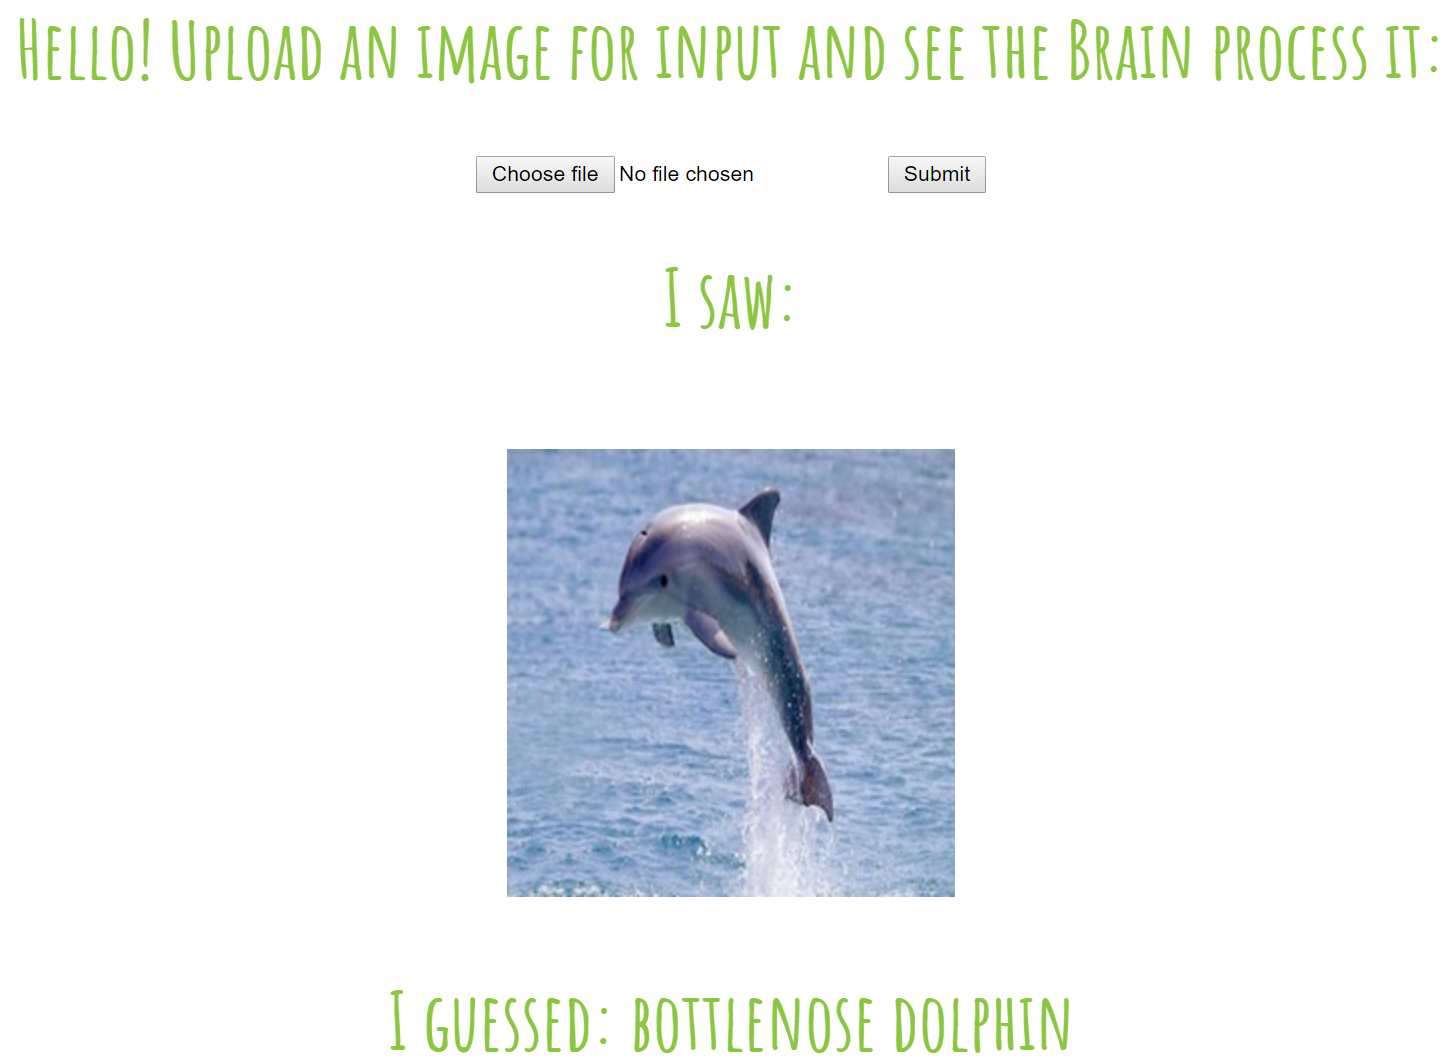 Hello! Upload an image for input and see the Brain process it:
Choose file No file chosen Submit
I saw:
I guessed: bottlenose dolphin